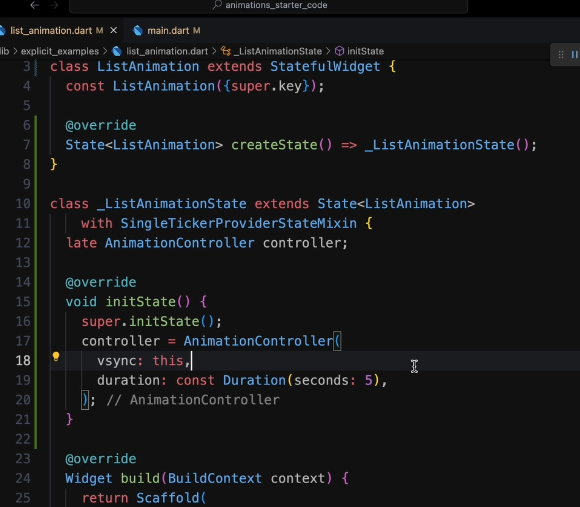 animations_starter_code
list_animation.dart M × main.dart M
lib > explicit_examples > list_animation.dart > _ListAnimationState > initState
3 class ListAnimation extends StatefulWidget {
4 const ListAnimation({super.key});
5
6 @override
7 State<ListAnimation> createState() => _ListAnimationState();
8 }
9
10 class _ListAnimationState extends State<ListAnimation>
11 with SingleTickerProviderStateMixin {
12 late AnimationController controller;
13
14 @override
15 void initState() {
16 super.initState();
17 controller = AnimationController(
18 vsync: this,
19 duration: const Duration(seconds: 5),
20 ); // AnimationController
21 }
22
23 @override
24 Widget build(BuildContext context) {
25 return Scaffold(